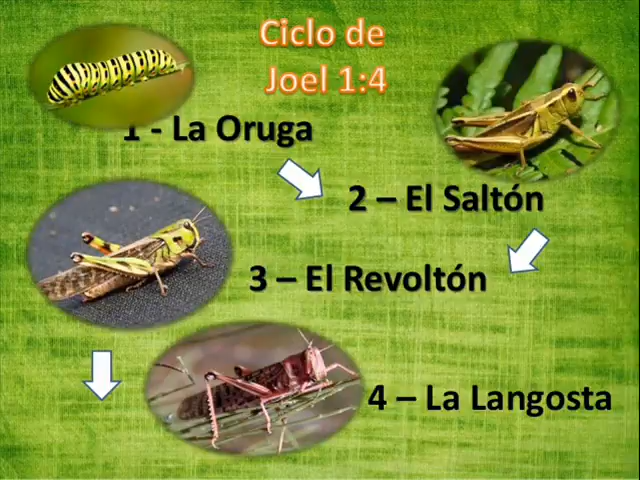 Ciclo de
Joel 1:4
1 - La Oruga
2 – El Saltón
3 – El Revoltón
4 – La Langosta